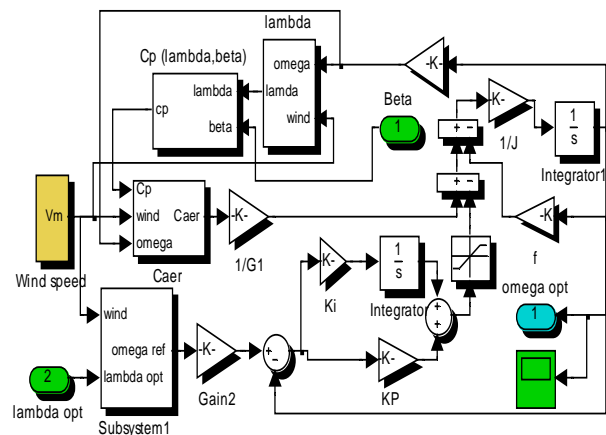 lambda
Cp (lambda,beta)
omega
lamda
wind
lambda
cp
beta
-K-
Beta
1
K-
1/J
1
s
Integrator1
+ -
+ -
Vm
Wind speed
Cp
wind
Caer
omega
Caer
-K-
1/G1
-K
f
K-
Ki
1
s
Integrator
+
+
omega opt
1
wind
omega ref
lambda opt
Subsystem1
2
lambda opt
-K-
Gain2
+
-
K-
KP